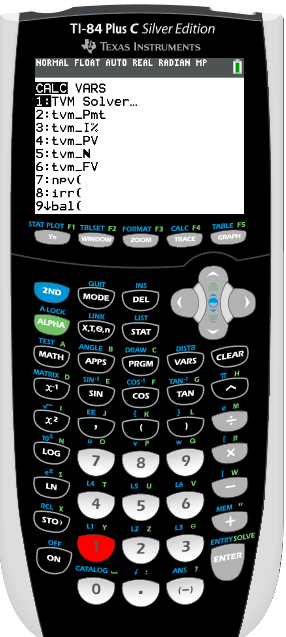 TI-84 Plus C Silver Edition
TEXAS INSTRUMENTS
NORMAL FLOAT AUTO REAL RADIAN MP
CALC VARS
1:TVM Solver…
2:tvm_Pmt
3:tvm_I%
4:tvm_PV
5:tvm_N
6:tvm_FV
7:npv(
8:irr(
9↓bal(
STAT PLOT F1 TBLSET F2 FORMAT F3 CALC F4 TABLE F5
Y= WINDOW ZOOM TRACE GRAPH
QUIT INS
2ND MODE DEL
A-LOCK LINK LIST
ALPHA X,T,Θ,n STAT
TEST A ANGLE B DRAW C DISTR
MATH APPS PRGM VARS CLEAR
MATRIX D SIN⁻¹ E COS⁻¹ F TAN⁻¹ G π H
x⁻¹ SIN COS TAN ^
√ I EE J { K } L e M
x² , ( ) ÷
10ˣ N u O v P w Q [ R
LOG 7 8 9 ×
eˣ S L4 T L5 U L6 V ] W
LN 4 5 6 −
RCL X L1 Y L2 Z L3 θ MEM "
STO› 1 2 3 +
OFF CATALOG i : ANS ? ENTRY SOLVE
ON 0 . (−) ENTER